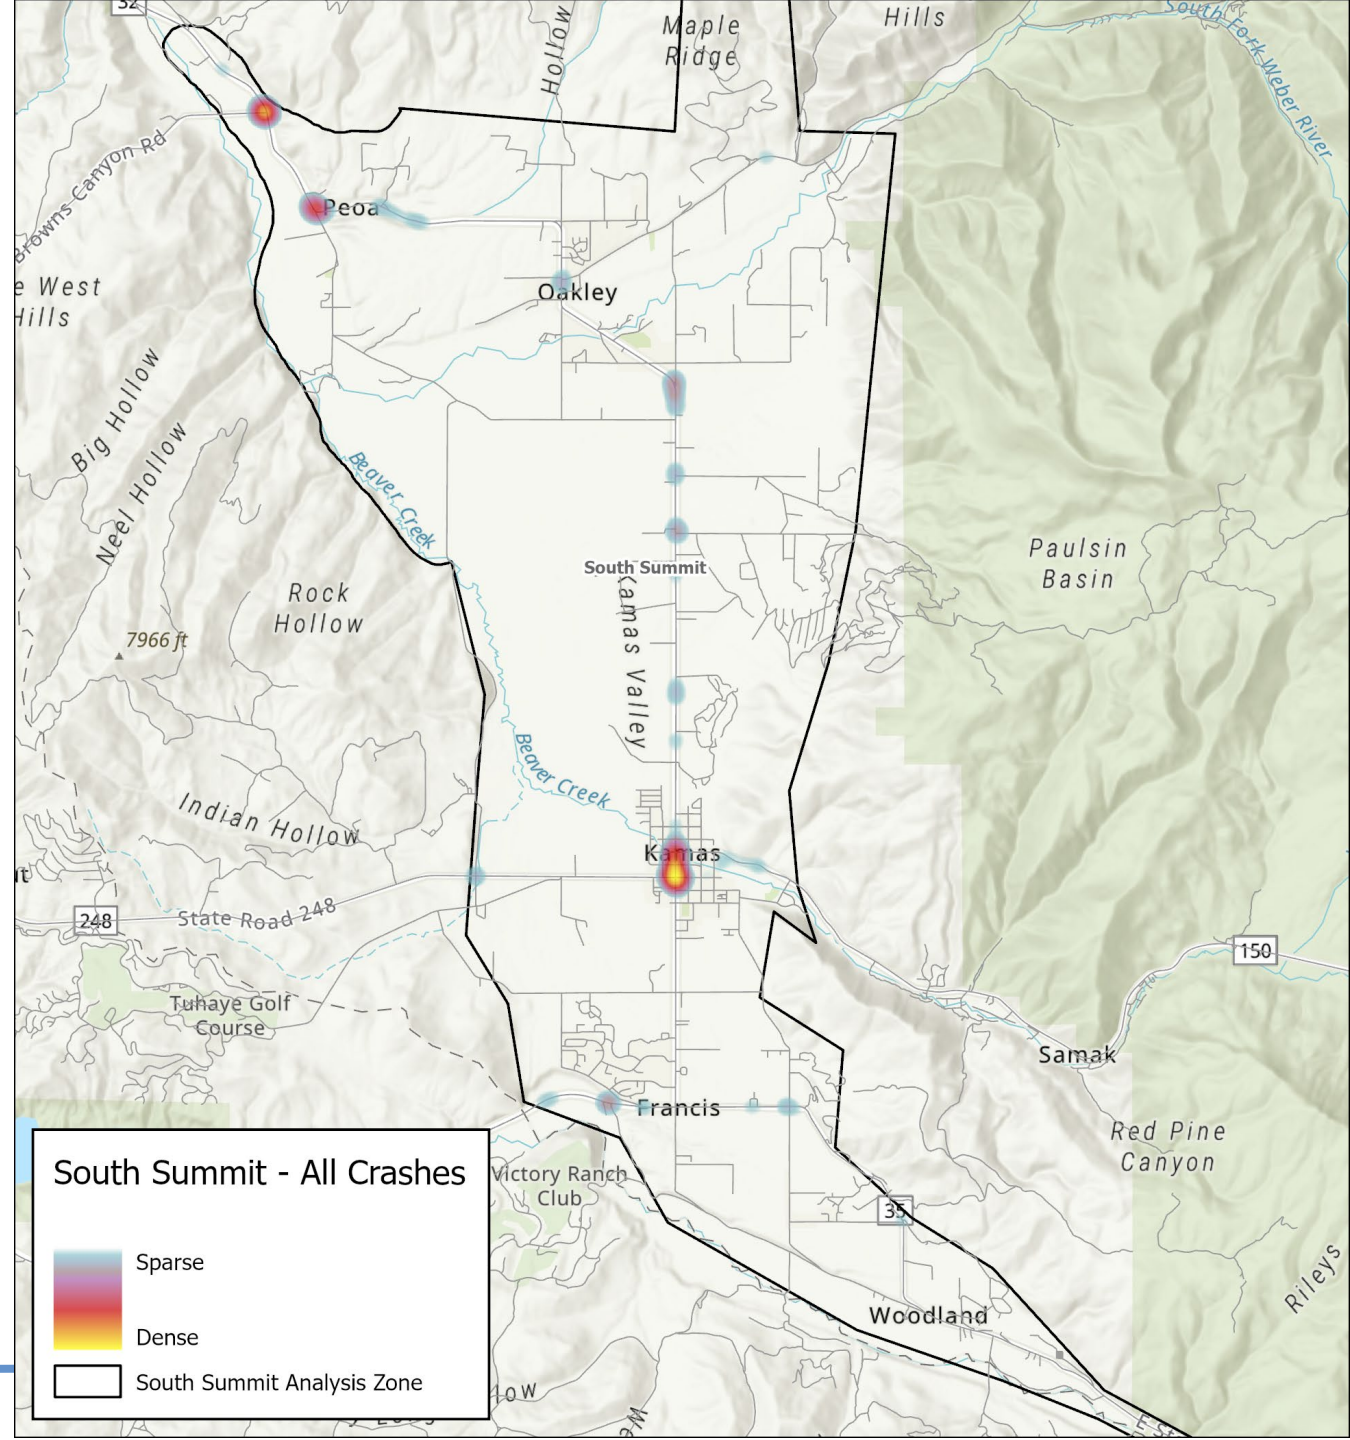 32
Hollow
Maple
Ridge
Hills
South Fork Weber River
Browns Canyon Rd
Peoa
e West
Hills
Oakley
Big Hollow
Neel Hollow
Beaver Creek
Paulsin
Basin
South Summit
Rock
Hollow
7966 ft
Kamas Valley
Beaver Creek
Indian Hollow
Kamas
248
State Road 248
150
Tuhaye Golf
Course
Samak
Francis
Red Pine
Canyon
Victory Ranch
Club
35
Rileys
Woodland
South Summit - All Crashes
Sparse
Dense
South Summit Analysis Zone